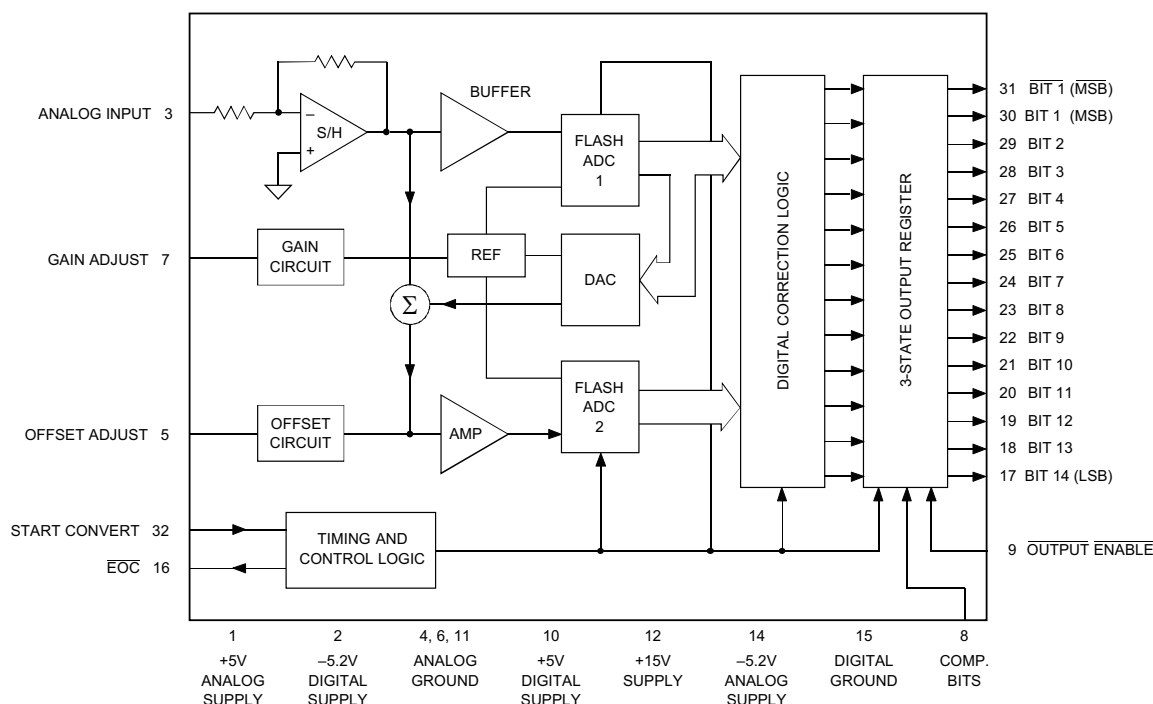 BUFFER
ANALOG INPUT 3
–
S/H
+
FLASH
ADC
1
GAIN ADJUST 7
GAIN
CIRCUIT
REF
DAC
Σ
OFFSET ADJUST 5
OFFSET
CIRCUIT
AMP
FLASH
ADC
2
START CONVERT 32
E̅O̅C̅ 16
TIMING AND
CONTROL LOGIC
DIGITAL CORRECTION LOGIC
3-STATE OUTPUT REGISTER
31 B̅I̅T̅ 1̅ (M̅S̅B̅)
30 BIT 1 (MSB)
29 BIT 2
28 BIT 3
27 BIT 4
26 BIT 5
25 BIT 6
24 BIT 7
23 BIT 8
22 BIT 9
21 BIT 10
20 BIT 11
19 BIT 12
18 BIT 13
17 BIT 14 (LSB)
9 O̅U̅T̅P̅U̅T̅ E̅N̅A̅B̅L̅E̅
1
+5V
ANALOG
SUPPLY
2
–5.2V
DIGITAL
SUPPLY
4, 6, 11
ANALOG
GROUND
10
+5V
DIGITAL
SUPPLY
12
+15V
SUPPLY
14
–5.2V
ANALOG
SUPPLY
15
DIGITAL
GROUND
8
COMP.
BITS